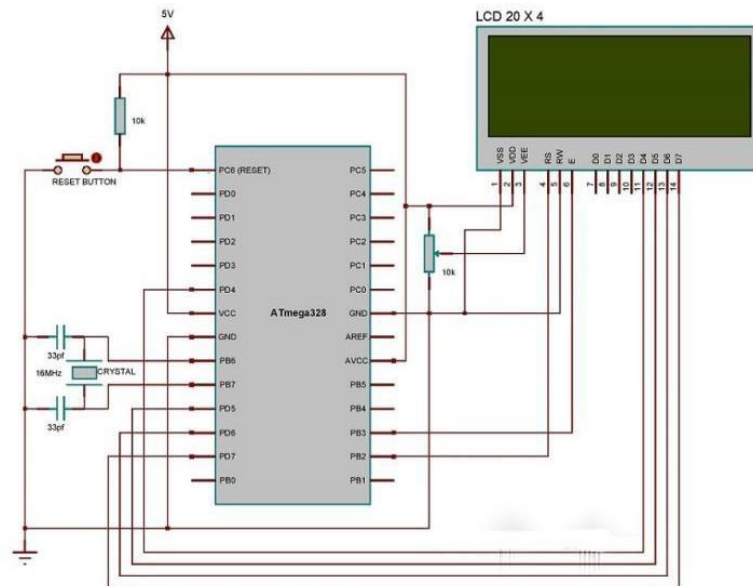 LCD 20 X 4
5V
10k
RESET BUTTON
VSS
VDD
VEE
RS
RW
E
D0
D1
D2
D3
D4
D5
D6
D7
1
2
3
4
5
6
7
8
9
10
11
12
13
14
PC6 (RESET)
PD0
PD1
PD2
PD3
PD4
VCC
GND
PB6
PB7
PD5
PD6
PD7
PB0
ATmega328
PC5
PC4
PC3
PC2
PC1
PC0
GND
AREF
AVCC
PB5
PB4
PB3
PB2
PB1
10k
33pf
16MHz
CRYSTAL
33pf